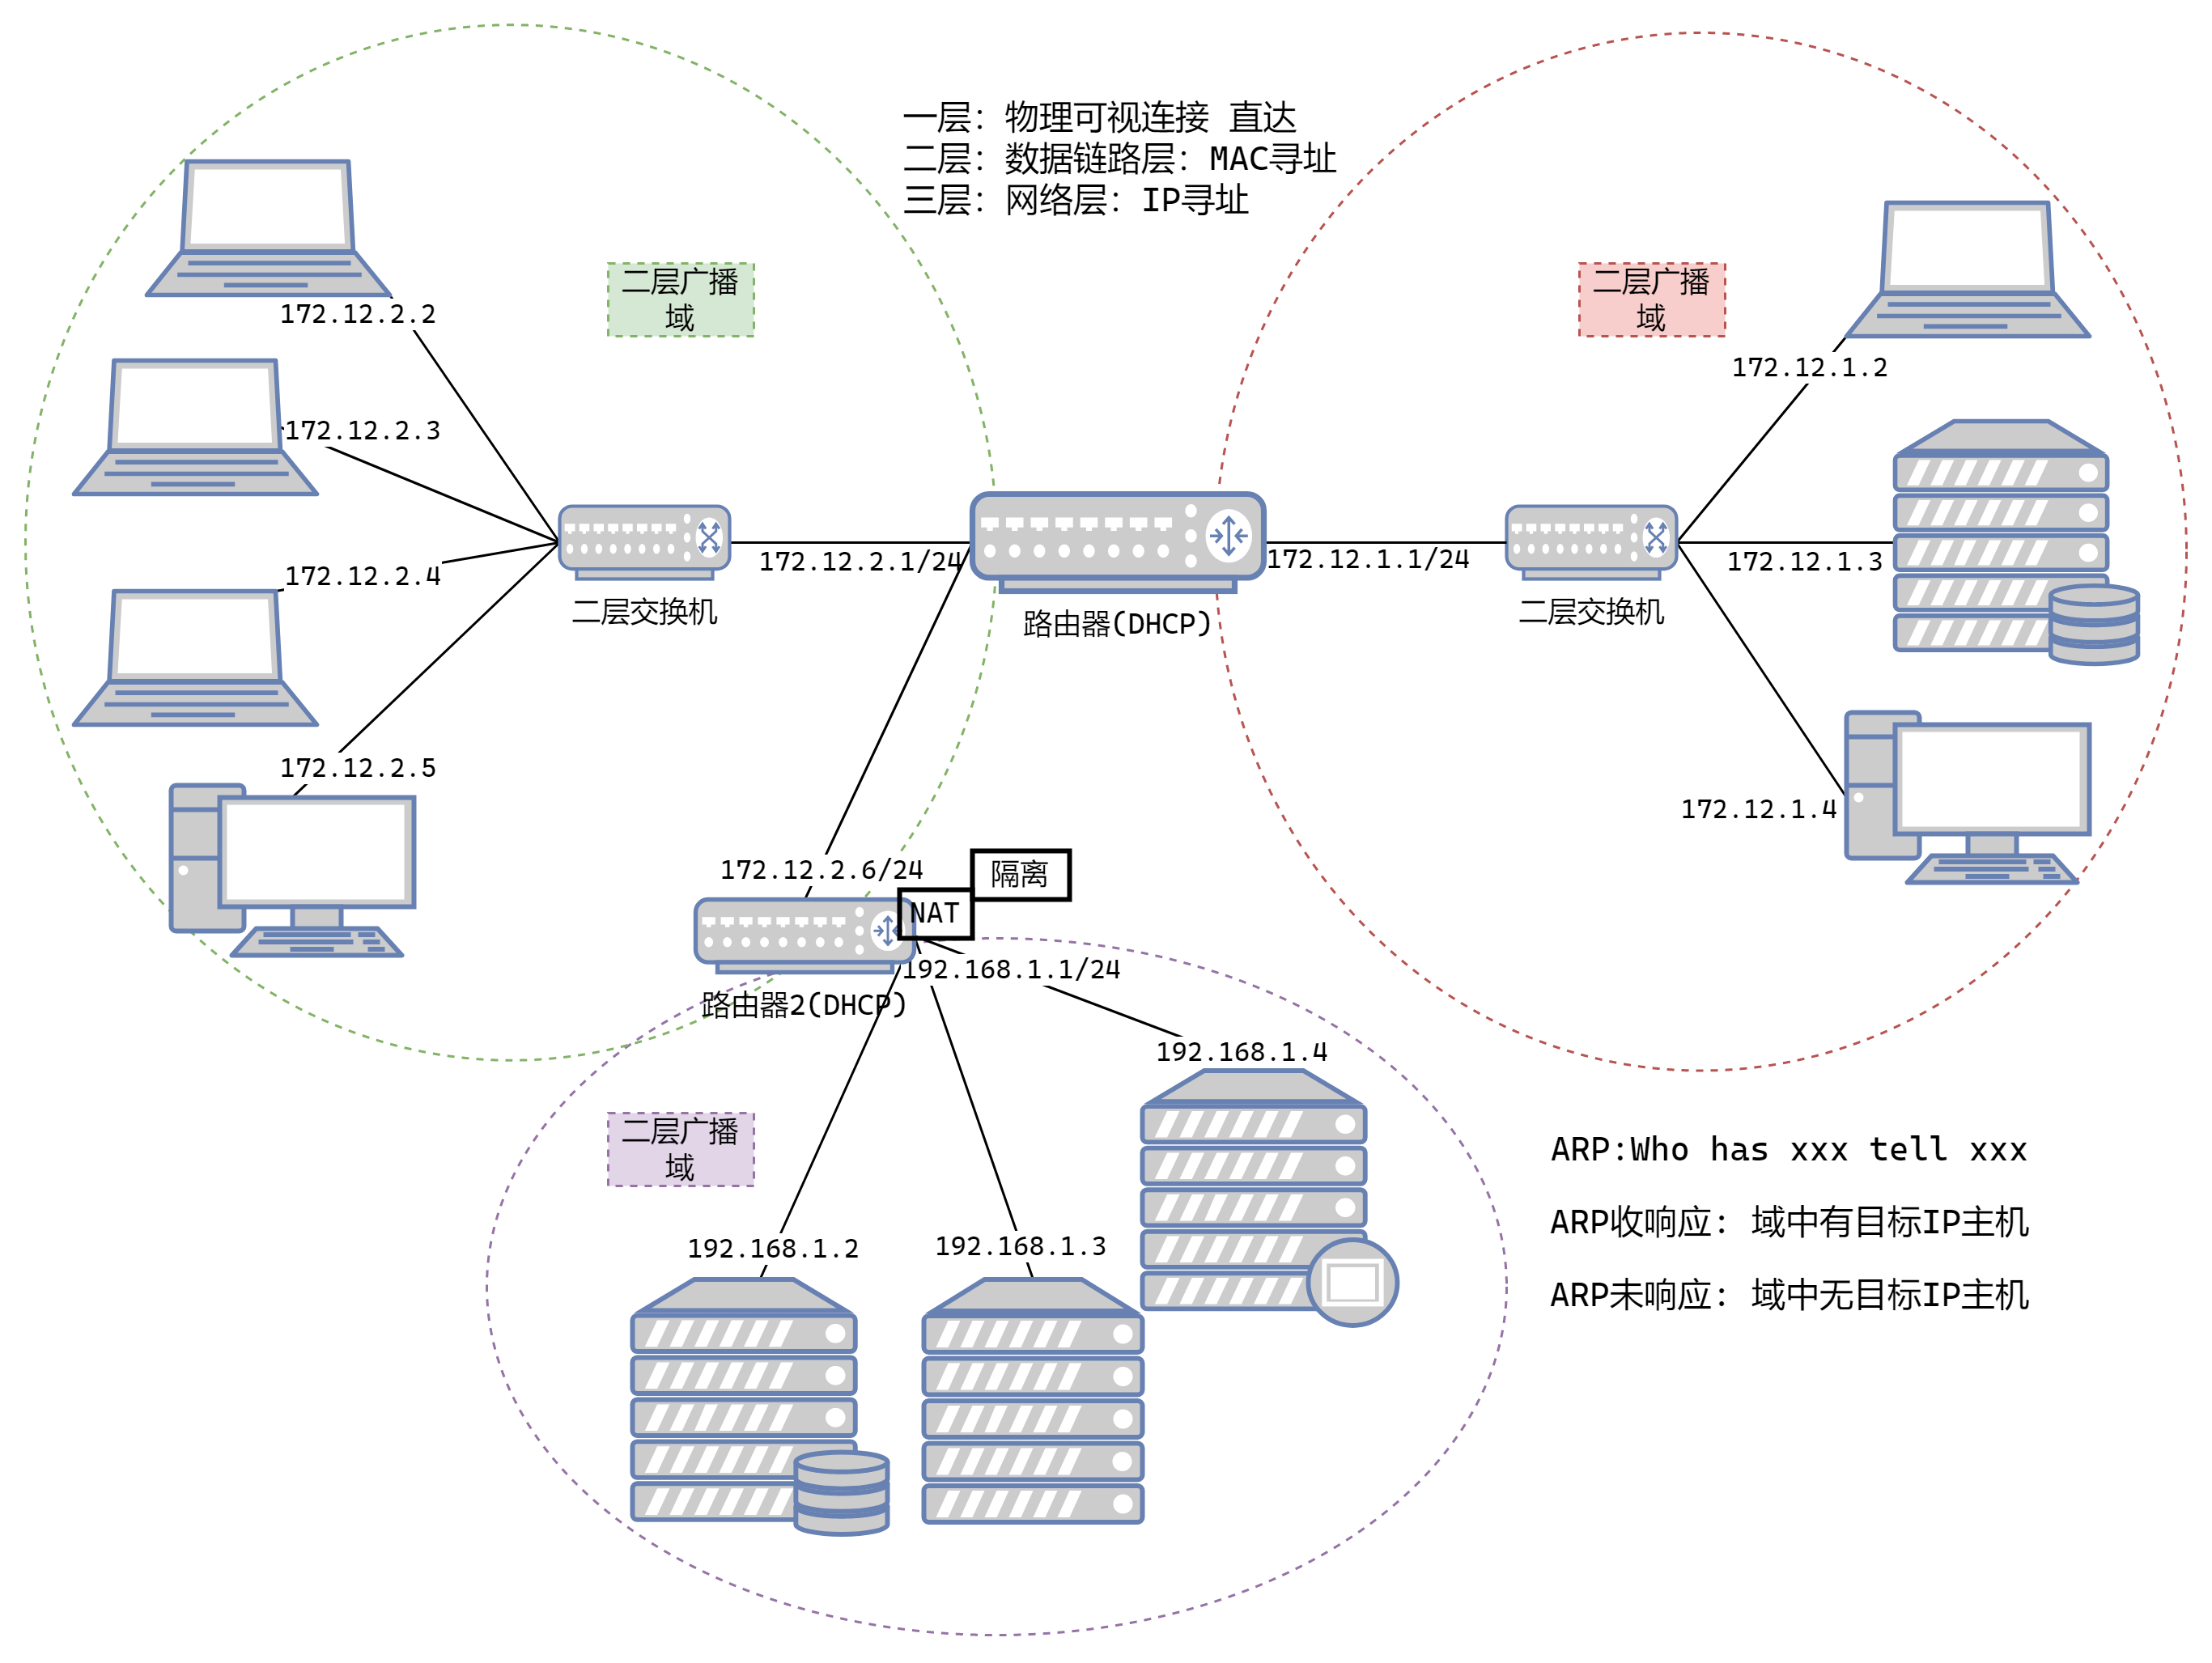 一层: 物理可视连接 直达
二层: 数据链路层: MAC寻址
三层: 网络层: IP寻址
二层广播
域
二层广播
域
172.12.2.2
172.12.1.2
172.12.2.3
172.12.2.4
172.12.2.1/24
172.12.1.1/24
172.12.1.3
二层交换机
路由器(DHCP)
二层交换机
172.12.2.5
172.12.1.4
172.12.2.6/24
隔离
NAT
192.168.1.1/24
路由器2(DHCP)
192.168.1.4
二层广播
域
192.168.1.2
192.168.1.3
ARP:Who has xxx tell xxx
ARP收响应: 域中有目标IP主机
ARP未响应: 域中无目标IP主机